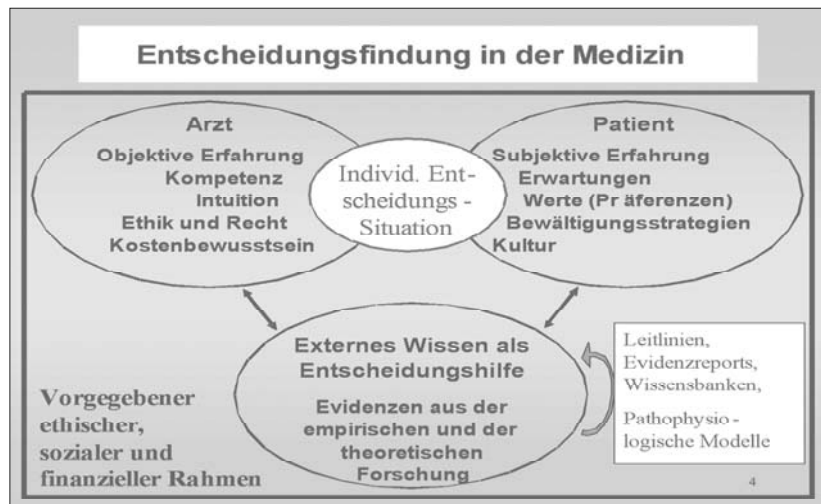 Entscheidungsfindung in der Medizin
Arzt
Objektive Erfahrung
Kompetenz
Intuition
Ethik und Recht
Kostenbewusstsein
Individ. Ent-
scheidungs -
Situation
Patient
Subjektive Erfahrung
Erwartungen
Werte (Pr äferenzen)
Bewältigungsstrategien
Kultur
Externes Wissen als
Entscheidungshilfe
Evidenzen aus der
empirischen und der
theoretischen
Forschung
Leitlinien,
Evidenzreports,
Wissensbanken,
Pathophysio -
logische Modelle
Vorgegebener
ethischer,
sozialer und
finanzieller Rahmen
4